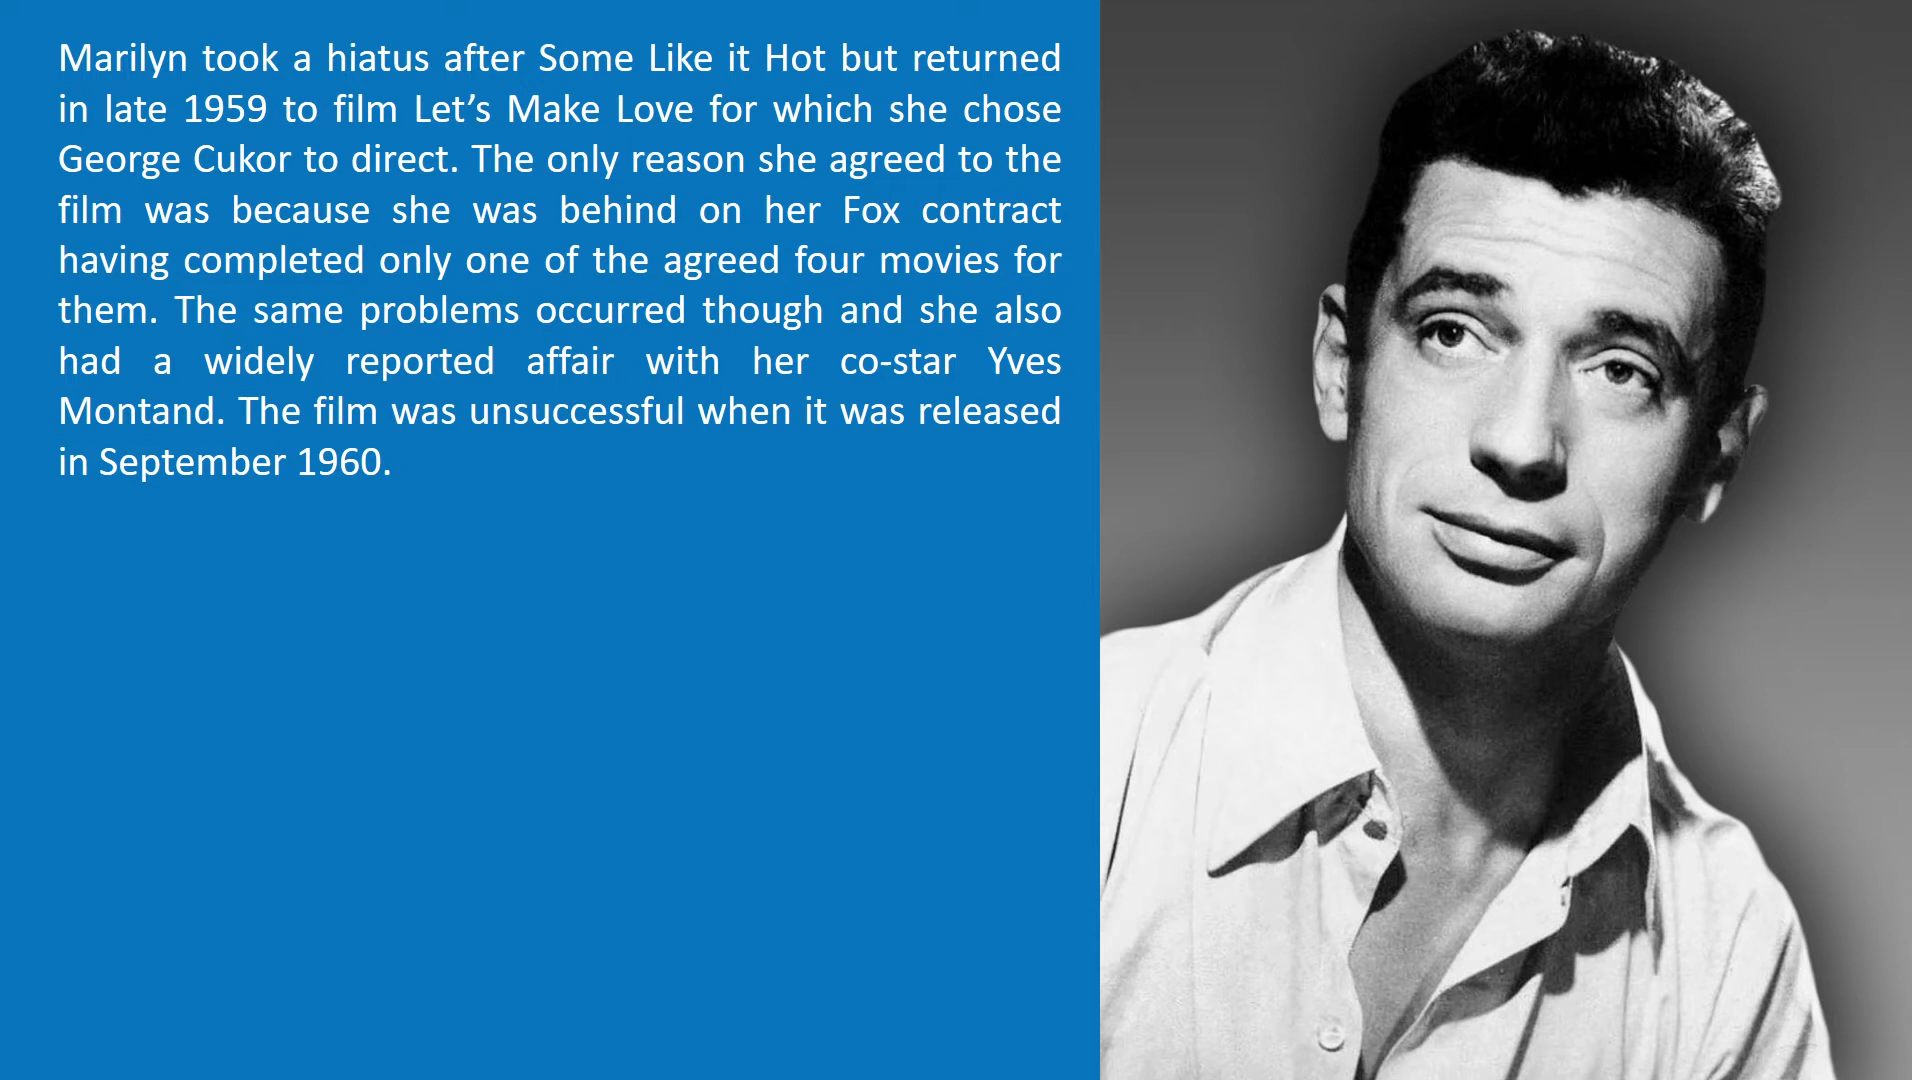 Marilyn took a hiatus after Some Like it Hot but returned
in late 1959 to film Let’s Make Love for which she chose
George Cukor to direct. The only reason she agreed to the
film was because she was behind on her Fox contract
having completed only one of the agreed four movies for
them. The same problems occurred though and she also
had a widely reported affair with her co-star Yves
Montand. The film was unsuccessful when it was released
in September 1960.